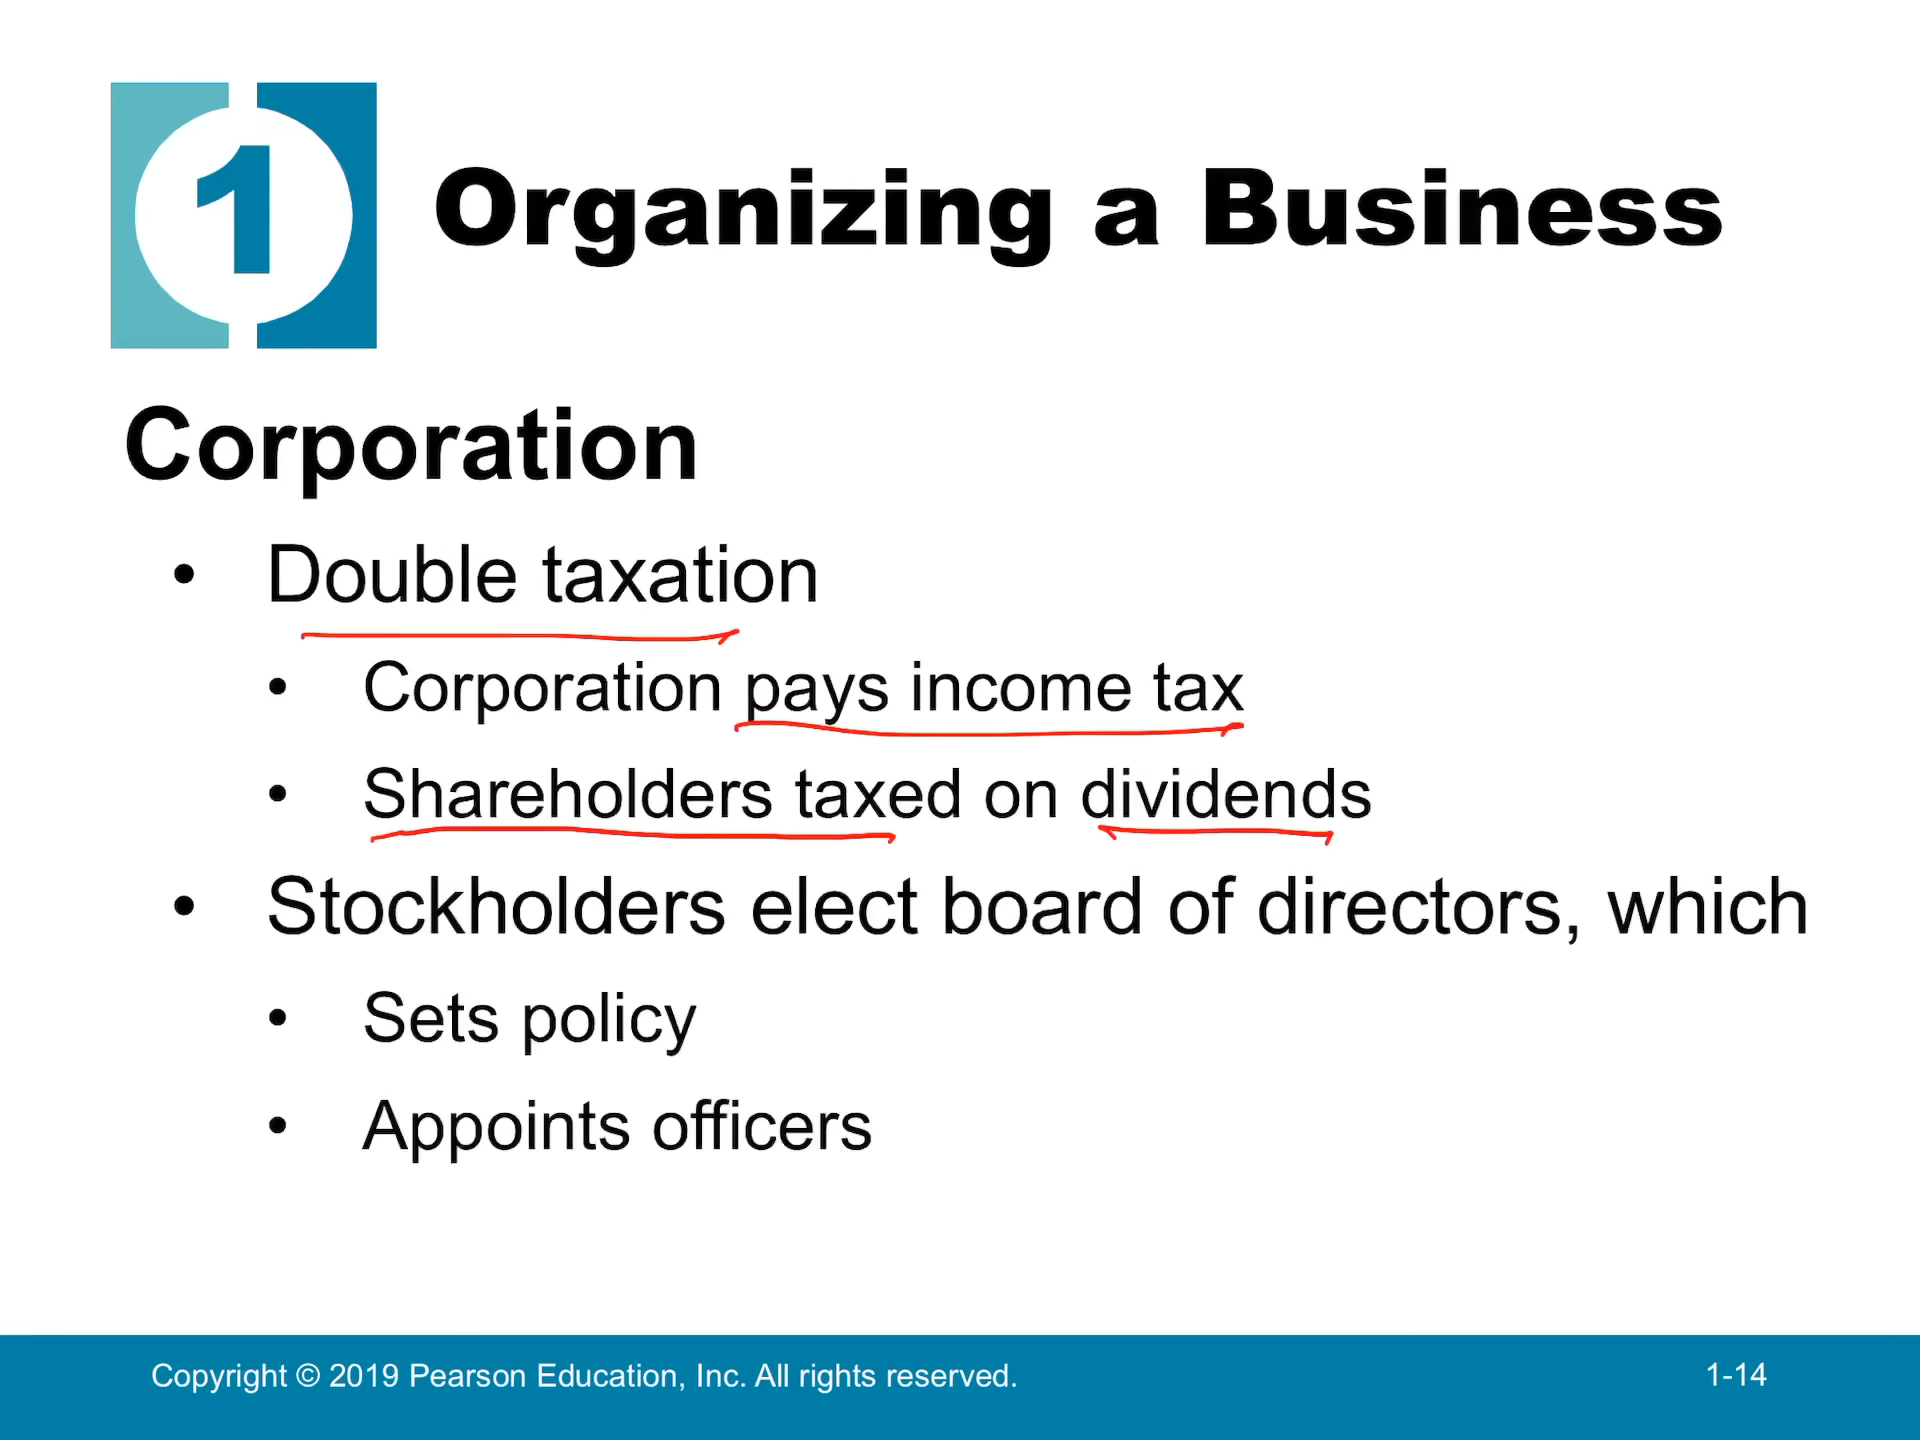 1
Organizing a Business
Corporation
• Double taxation
• Corporation pays income tax
• Shareholders taxed on dividends
• Stockholders elect board of directors, which
• Sets policy
• Appoints officers
Copyright © 2019 Pearson Education, Inc. All rights reserved.
1-14